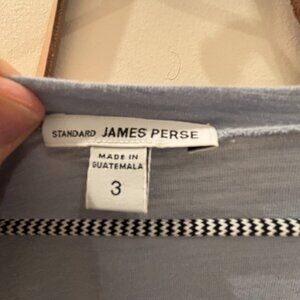 STANDARD JAMES PERSE
MADE IN
GUATEMALA
3